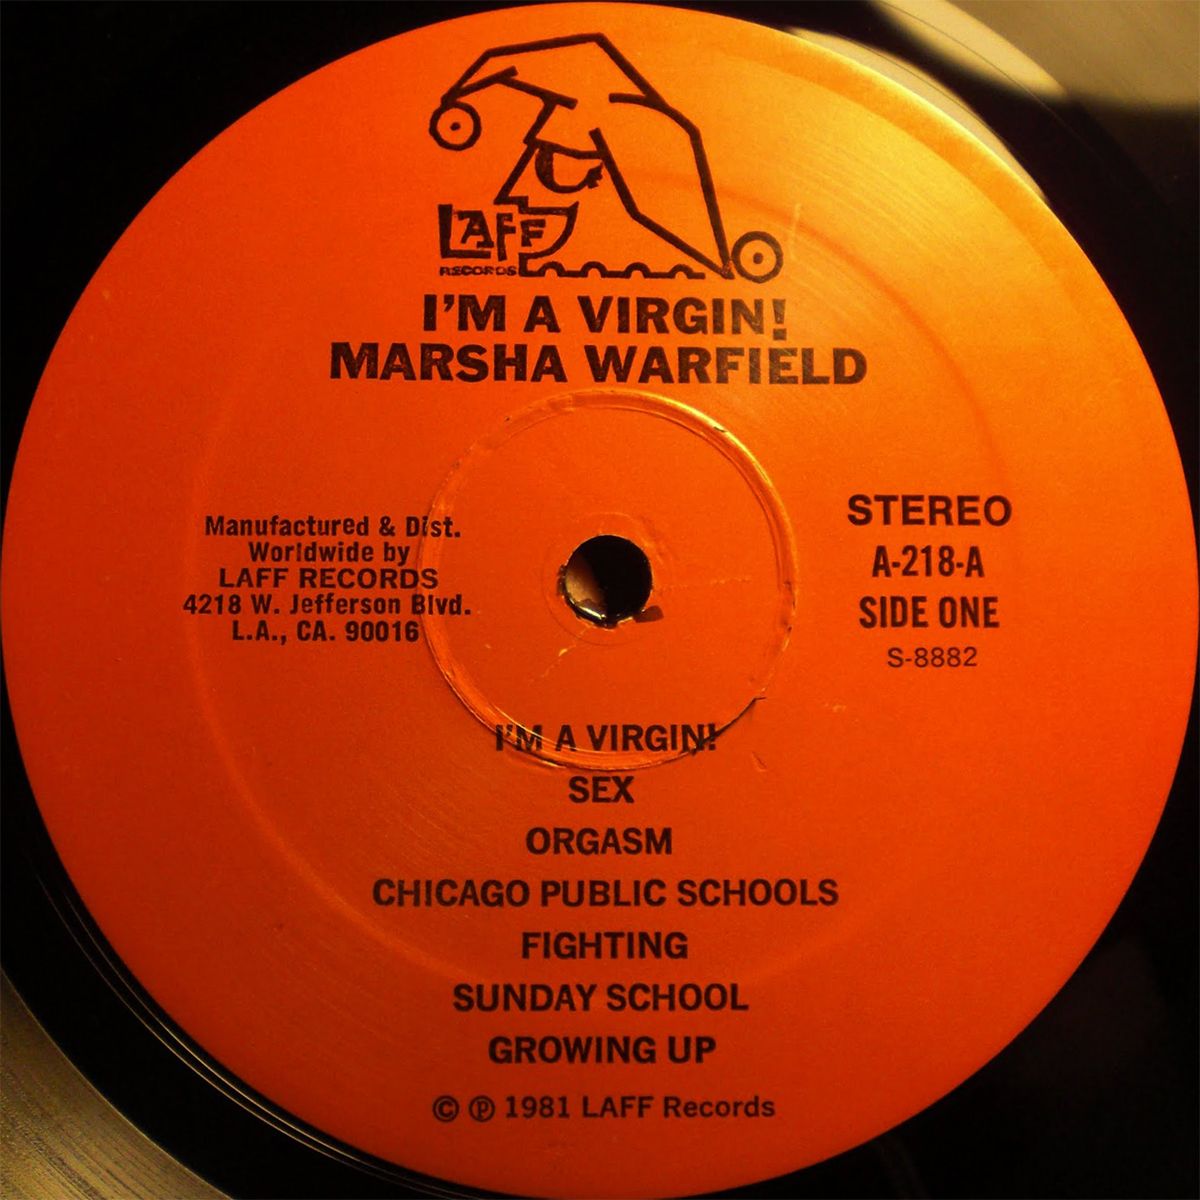 LAFF
RECORDS
I'M A VIRGIN!
MARSHA WARFIELD
Manufactured & Dist.
Worldwide by
LAFF RECORDS
4218 W. Jefferson Blvd.
L.A., CA. 90016
STEREO
A-218-A
SIDE ONE
S-8882
I'M A VIRGIN!
SEX
ORGASM
CHICAGO PUBLIC SCHOOLS
FIGHTING
SUNDAY SCHOOL
GROWING UP
© ℗ 1981 LAFF Records